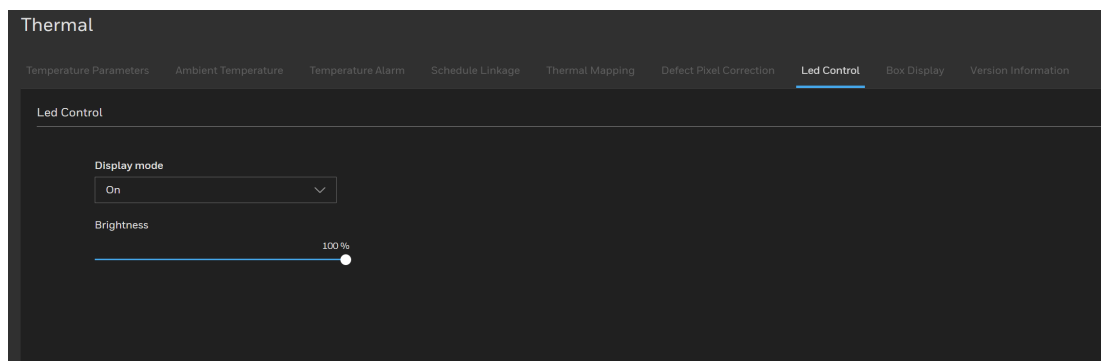 Thermal
Temperature Parameters Ambient Temperature Temperature Alarm Schedule Linkage Thermal Mapping Defect Pixel Correction Led Control Box Display Version Information
Led Control
Display mode
On
Brightness
100 %